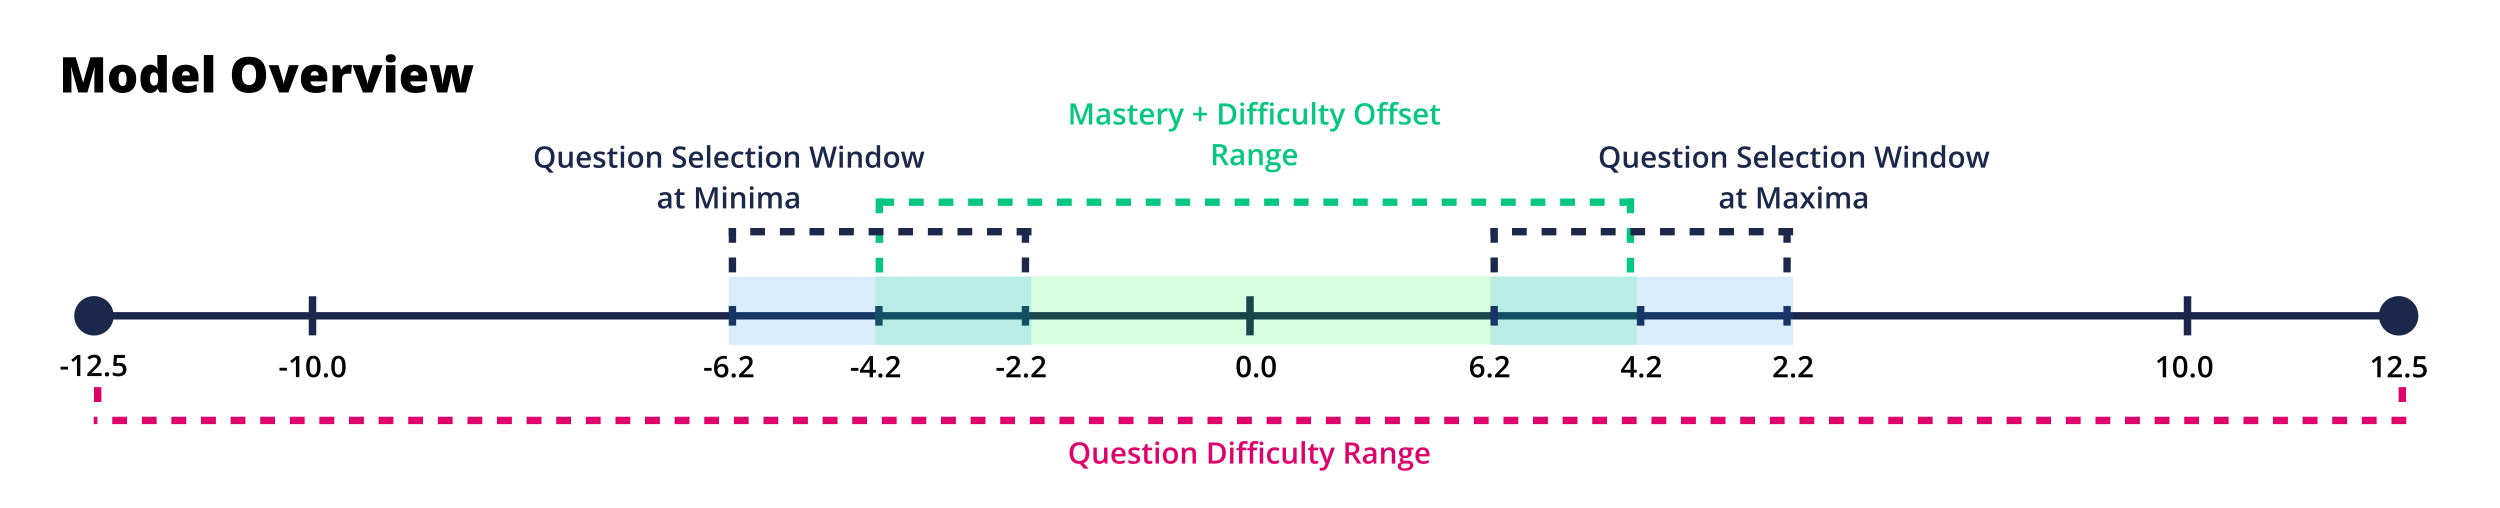 Model Overview
Mastery + Difficulty Offset
Range
Question Selection Window
at Minima
Question Selection Window
at Maxima
-12.5
-10.0
-6.2
-4.2
-2.2
0.0
6.2
4.2
2.2
10.0
12.5
Question Difficulty Range